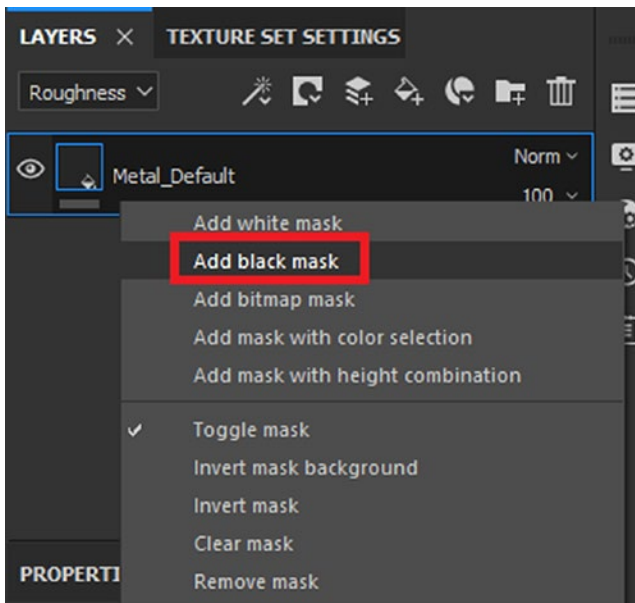 LAYERS × TEXTURE SET SETTINGS
Roughness
Metal_Default
Norm
100
Add white mask
Add black mask
Add bitmap mask
Add mask with color selection
Add mask with height combination
Toggle mask
Invert mask background
Invert mask
Clear mask
Remove mask
PROPERTI